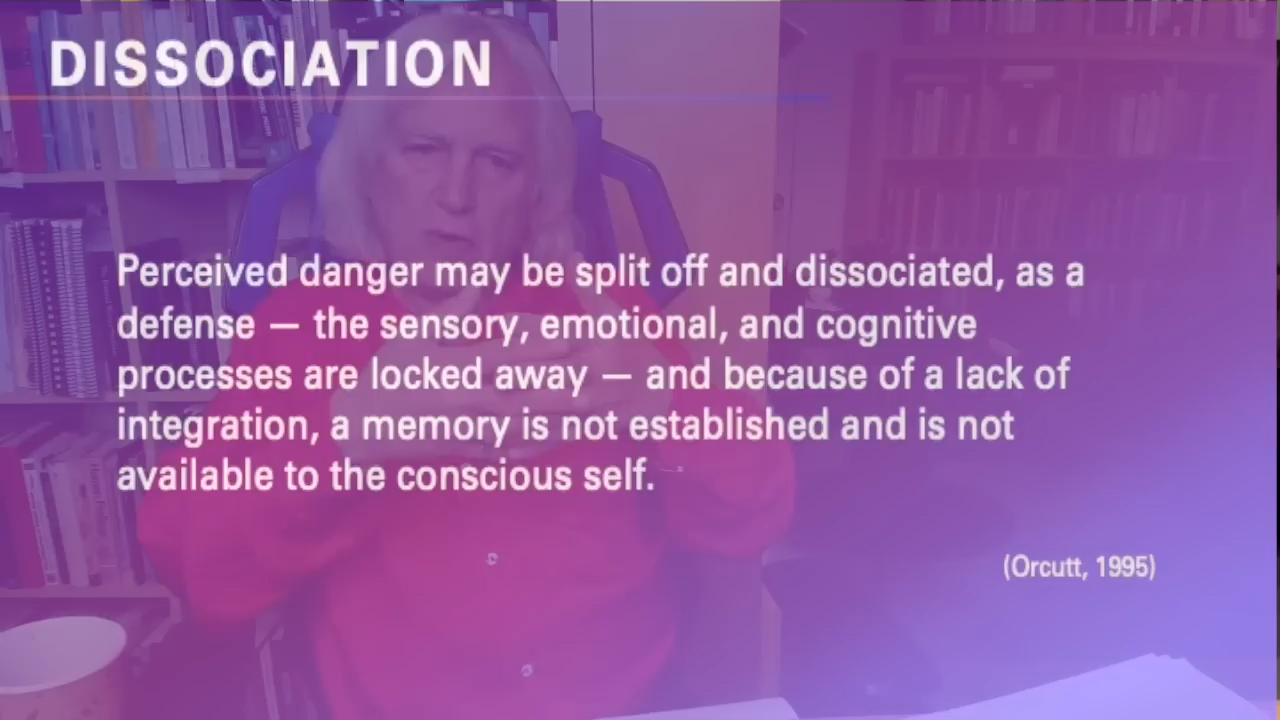 DISSOCIATION
Perceived danger may be split off and dissociated, as a
defense — the sensory, emotional, and cognitive
processes are locked away — and because of a lack of
integration, a memory is not established and is not
available to the conscious self.
(Orcutt, 1995)